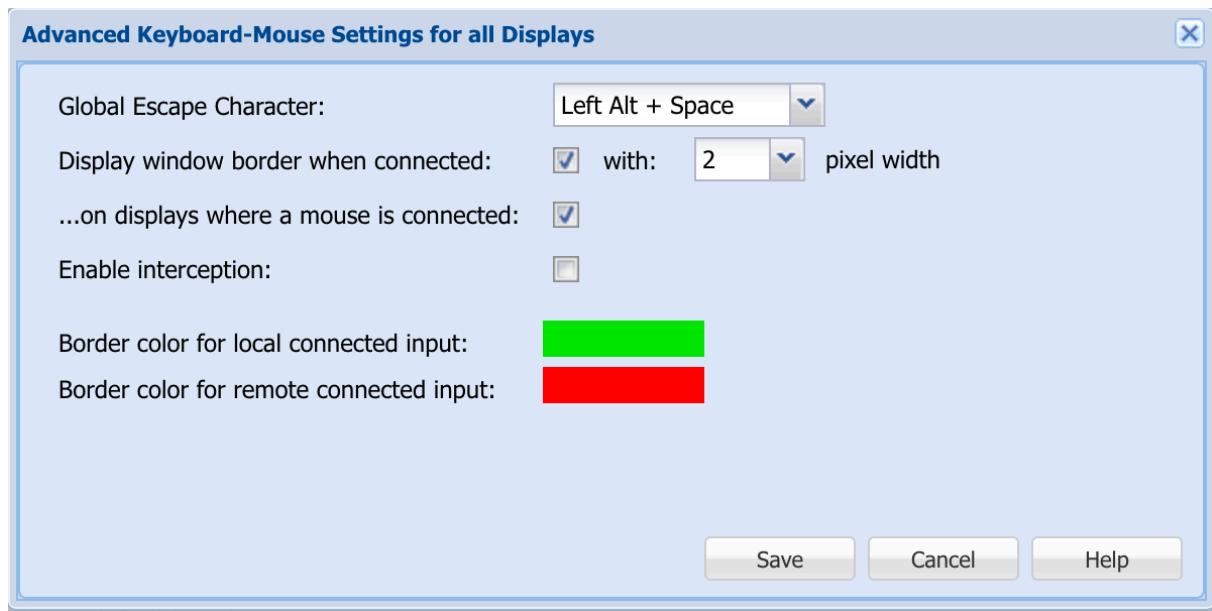 Advanced Keyboard-Mouse Settings for all Displays
Global Escape Character: Left Alt + Space
Display window border when connected: with: 2 pixel width
...on displays where a mouse is connected:
Enable interception:
Border color for local connected input:
Border color for remote connected input:
Save Cancel Help